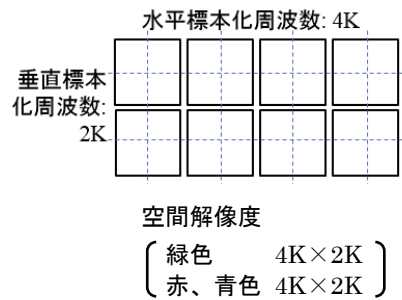 水平標本化周波数: 4K
垂直標本
化周波数:
2K
空間解像度
緑色 4K×2K
赤、青色 4K×2K